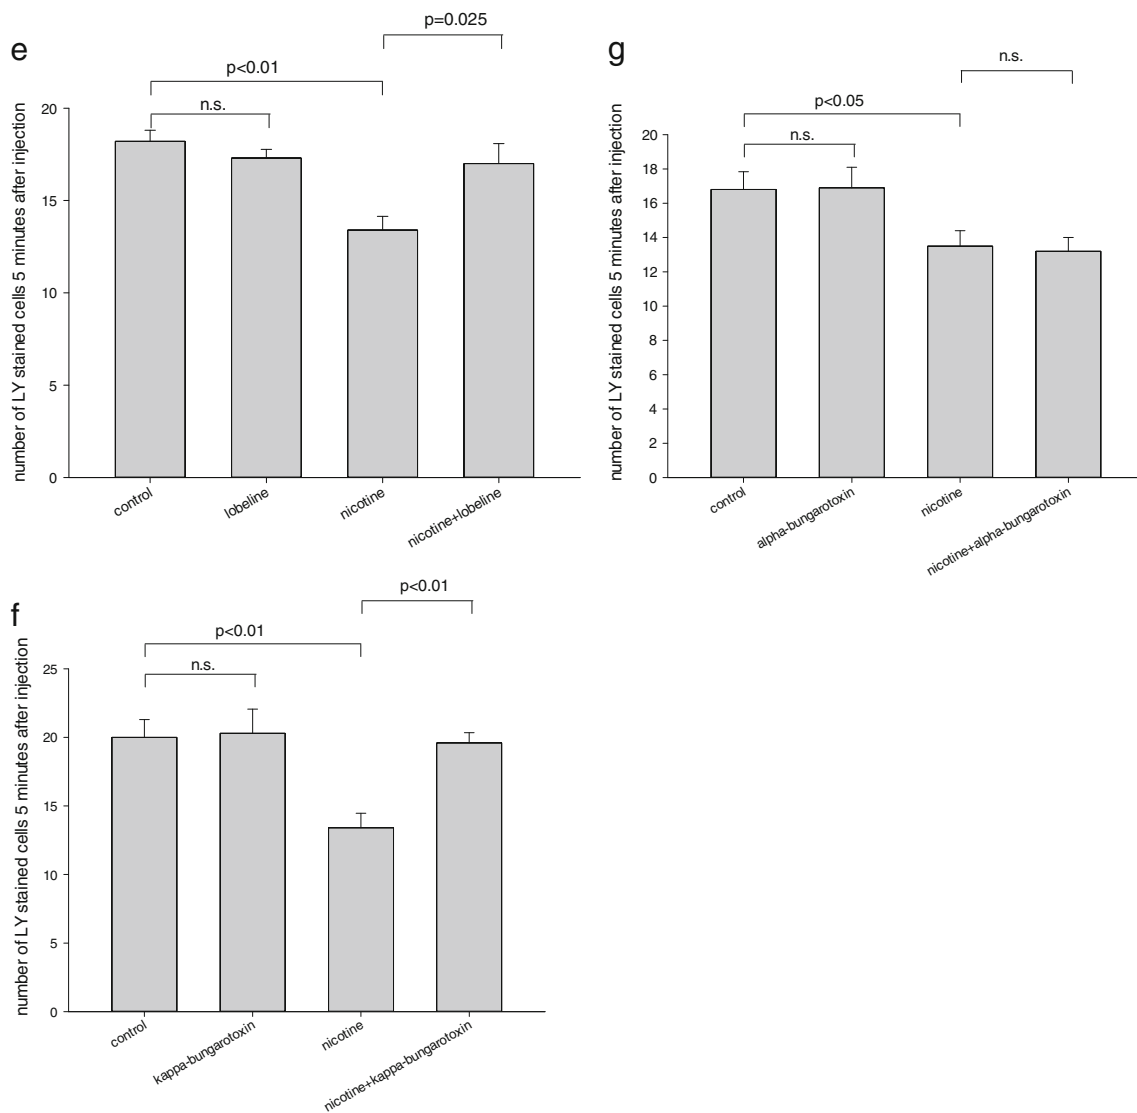 e
p=0.025
p<0.01
n.s.
number of LY stained cells 5 minutes after injection
20
15
10
5
0
control
lobeline
nicotine
nicotine+lobeline
g
n.s.
p<0.05
n.s.
number of LY stained cells 5 minutes after injection
20
18
16
14
12
10
8
6
4
2
0
control
alpha-bungarotoxin
nicotine
nicotine+alpha-bungarotoxin
f
p<0.01
p<0.01
n.s.
number of LY stained cells 5 minutes after injection
25
20
15
10
5
0
control
kappa-bungarotoxin
nicotine
nicotine+kappa-bungarotoxin